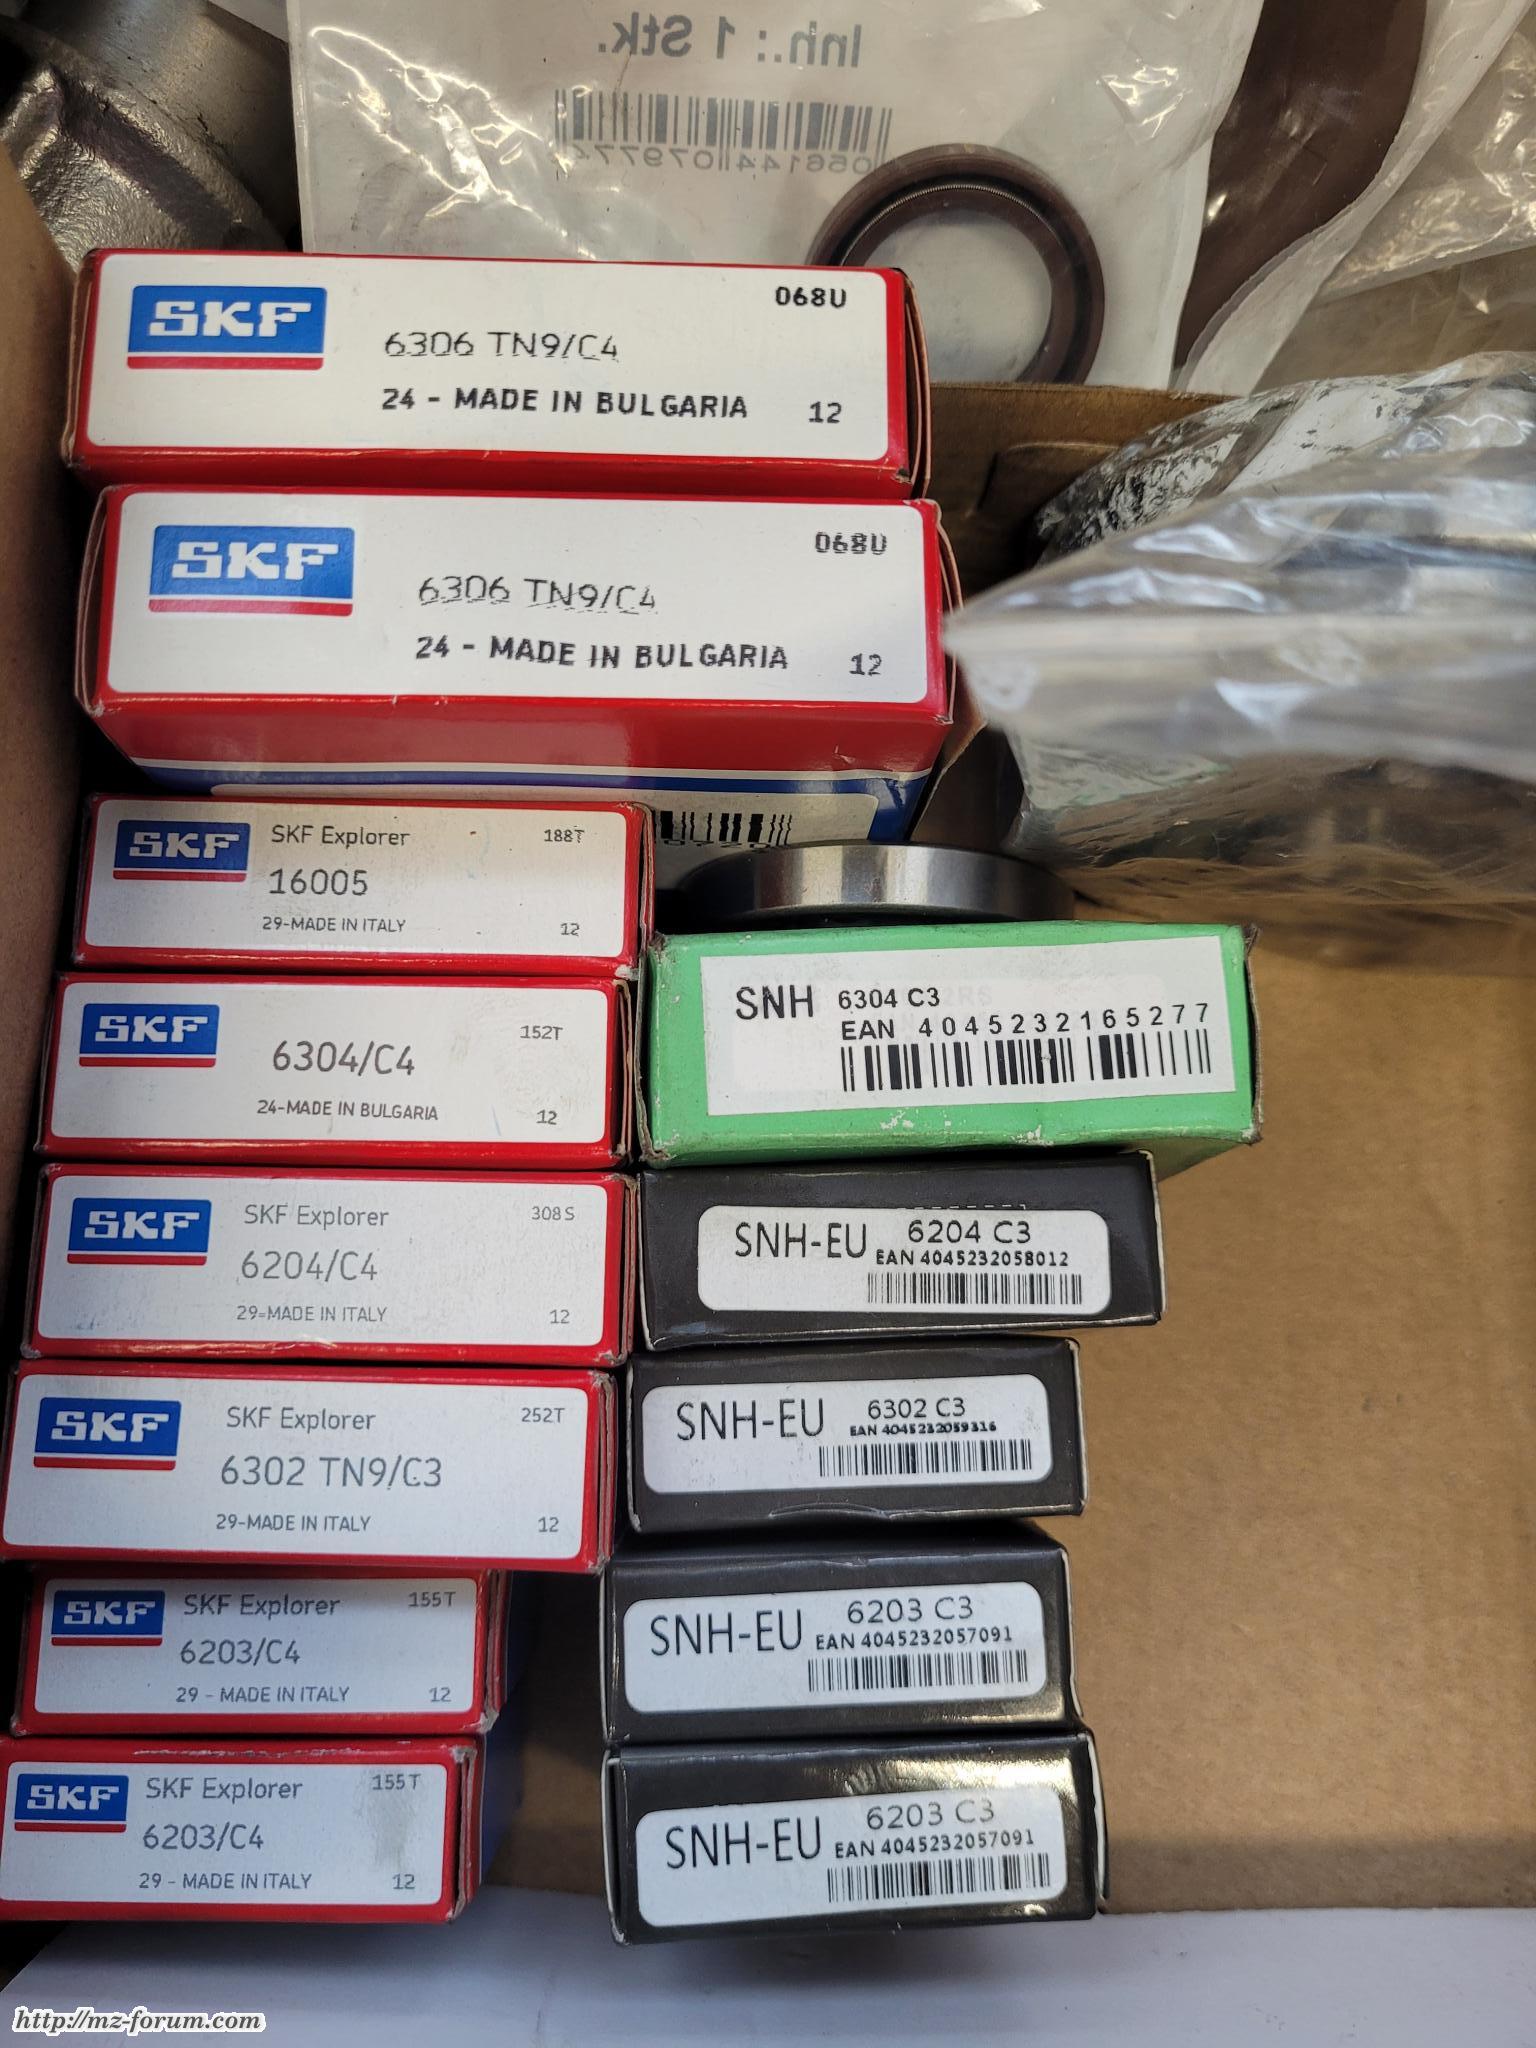 Inh.: 1 Stk.
SKF
068U
6306 TN9/C4
24 - MADE IN BULGARIA 12
SKF
068U
6306 TN9/C4
24 - MADE IN BULGARIA 12
SKF SKF Explorer 188T
16005
29-MADE IN ITALY 12
SKF 152T
6304/C4
24-MADE IN BULGARIA 12
SKF SKF Explorer 308S
6204/C4
29-MADE IN ITALY 12
SKF SKF Explorer 252T
6302 TN9/C3
29-MADE IN ITALY 12
SKF SKF Explorer 155T
6203/C4
29 - MADE IN ITALY 12
SKF SKF Explorer 155T
6203/C4
29 - MADE IN ITALY 12
SNH 6304 C3
EAN 4045232165277
SNH-EU 6204 C3
EAN 4045232058012
SNH-EU 6302 C3
EAN 4045232059316
SNH-EU 6203 C3
EAN 4045232057091
SNH-EU 6203 C3
EAN 4045232057091
http://mz-forum.com